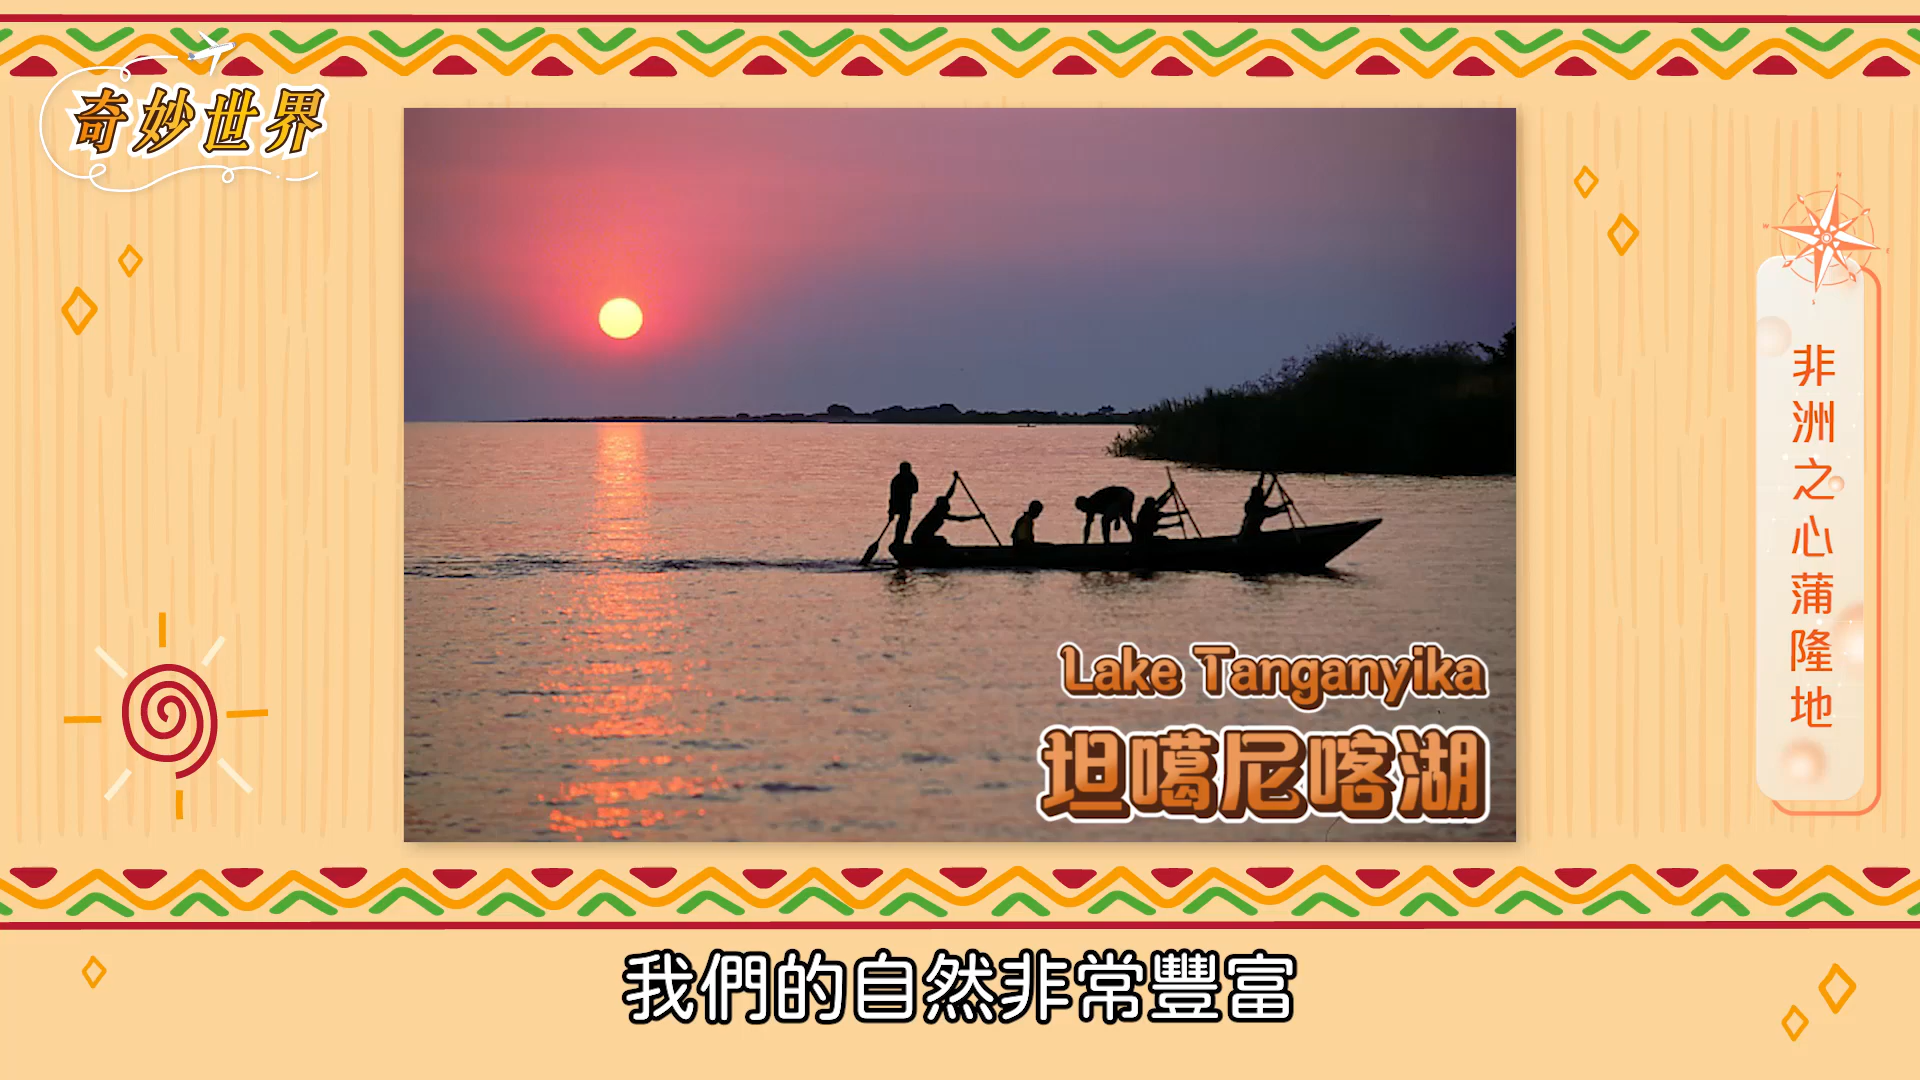 奇妙世界
非洲之心蒲隆地
Lake Tanganyika
坦噶尼喀湖
我們的自然非常豐富